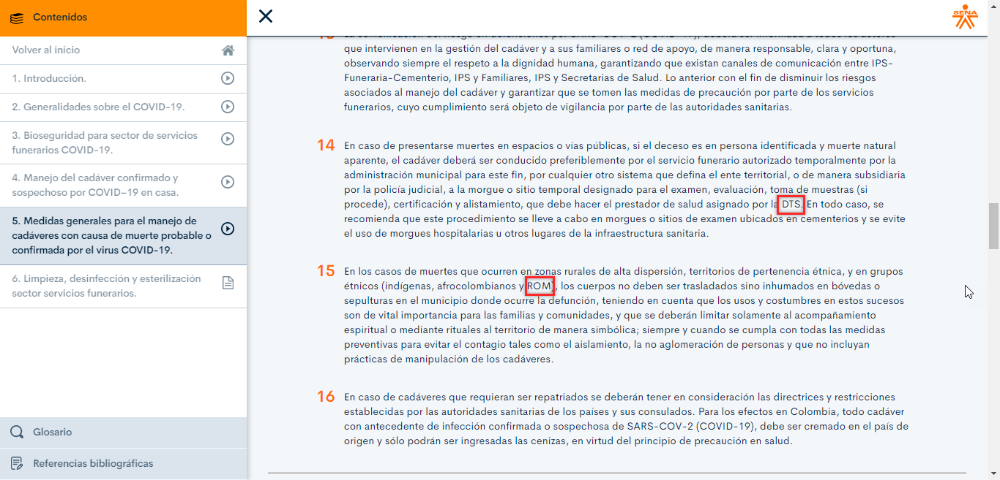 Contenidos
SENA
Volver al inicio
1. Introducción.
2. Generalidades sobre el COVID-19.
3. Bioseguridad para sector de servicios
funerarios COVID-19.
4. Manejo del cadáver confirmado y
sospechoso por COVID–19 en casa.
5. Medidas generales para el manejo de
cadáveres con causa de muerte probable o
confirmada por el virus COVID-19.
6. Limpieza, desinfección y esterilización
sector servicios funerarios.
Glosario
Referencias bibliográficas
que intervienen en la gestión del cadáver y a sus familiares o red de apoyo, de manera responsable, clara y oportuna,
observando siempre el respeto a la dignidad humana, garantizando que existan canales de comunicación entre IPS-
Funeraria-Cementerio, IPS y Familiares, IPS y Secretarias de Salud. Lo anterior con el fin de disminuir los riesgos
asociados al manejo del cadáver y garantizar que se tomen las medidas de precaución por parte de los servicios
funerarios, cuyo cumplimiento será objeto de vigilancia por parte de las autoridades sanitarias.
14 En caso de presentarse muertes en espacios o vías públicas, si el deceso es en persona identificada y muerte natural
aparente, el cadáver deberá ser conducido preferiblemente por el servicio funerario autorizado temporalmente por la
administración municipal para este fin, por cualquier otro sistema que defina el ente territorial, o de manera subsidiaria
por la policía judicial, a la morgue o sitio temporal designado para el examen, evaluación, toma de muestras (si
procede), certificación y alistamiento, que debe hacer el prestador de salud asignado por la DTS. En todo caso, se
recomienda que este procedimiento se lleve a cabo en morgues o sitios de examen ubicados en cementerios y se evite
el uso de morgues hospitalarias u otros lugares de la infraestructura sanitaria.
15 En los casos de muertes que ocurren en zonas rurales de alta dispersión, territorios de pertenencia étnica, y en grupos
étnicos (indígenas, afrocolombianos y ROM), los cuerpos no deben ser trasladados sino inhumados en bóvedas o
sepulturas en el municipio donde ocurre la defunción, teniendo en cuenta que los usos y costumbres en estos sucesos
son de vital importancia para las familias y comunidades, y que se deberán limitar solamente al acompañamiento
espiritual o mediante rituales al territorio de manera simbólica; siempre y cuando se cumpla con todas las medidas
preventivas para evitar el contagio tales como el aislamiento, la no aglomeración de personas y que no incluyan
prácticas de manipulación de los cadáveres.
16 En caso de cadáveres que requieran ser repatriados se deberán tener en consideración las directrices y restricciones
establecidas por las autoridades sanitarias de los países y sus consulados. Para los efectos en Colombia, todo cadáver
con antecedente de infección confirmada o sospechosa de SARS-COV-2 (COVID-19), debe ser cremado en el país de
origen y sólo podrán ser ingresadas las cenizas, en virtud del principio de precaución en salud.